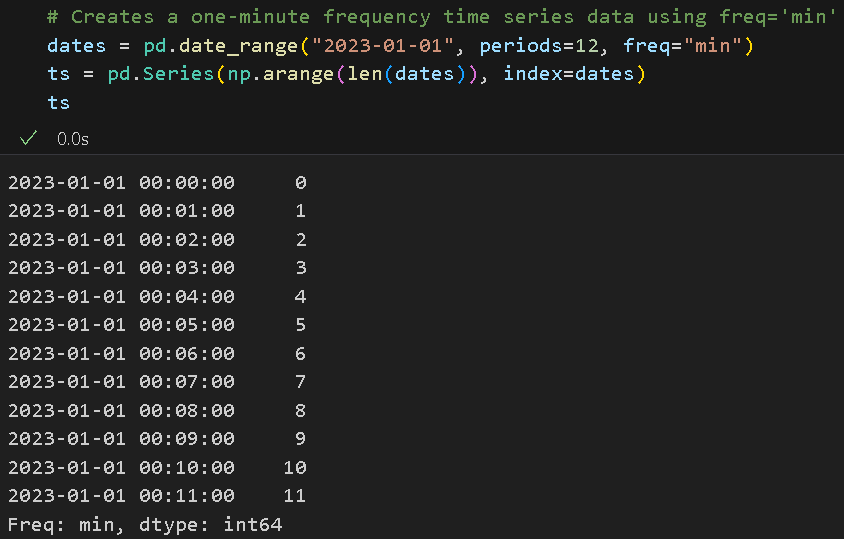 # Creates a one-minute frequency time series data using freq='min'
dates = pd.date_range("2023-01-01", periods=12, freq="min")
ts = pd.Series(np.arange(len(dates)), index=dates)
ts
0.0s
2023-01-01 00:00:00     0
2023-01-01 00:01:00     1
2023-01-01 00:02:00     2
2023-01-01 00:03:00     3
2023-01-01 00:04:00     4
2023-01-01 00:05:00     5
2023-01-01 00:06:00     6
2023-01-01 00:07:00     7
2023-01-01 00:08:00     8
2023-01-01 00:09:00     9
2023-01-01 00:10:00    10
2023-01-01 00:11:00    11
Freq: min, dtype: int64